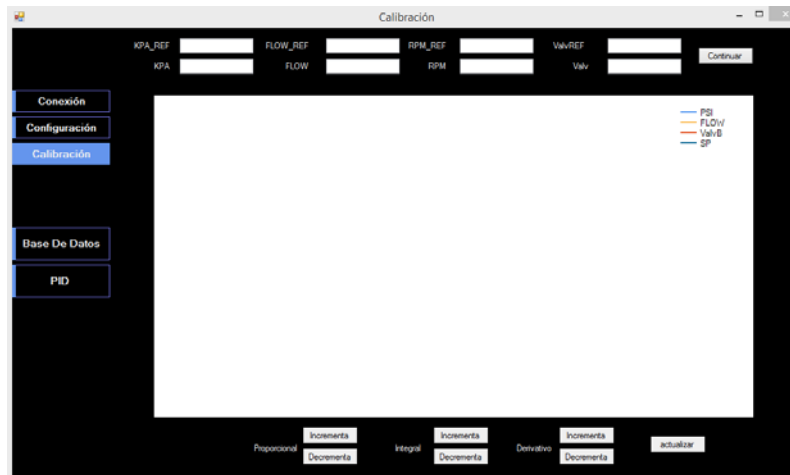 Calibración
KPA_REF FLOW_REF RPM_REF ValvREF
Continuar
KPA FLOW RPM Valv
Conexión
Configuración
Calibración
Base De Datos
PID
PSI
FLOW
ValvB
SP
Proporcional Incrementa Decrementa
Integral Incrementa Decrementa
Derivativo Incrementa Decrementa
actualizar